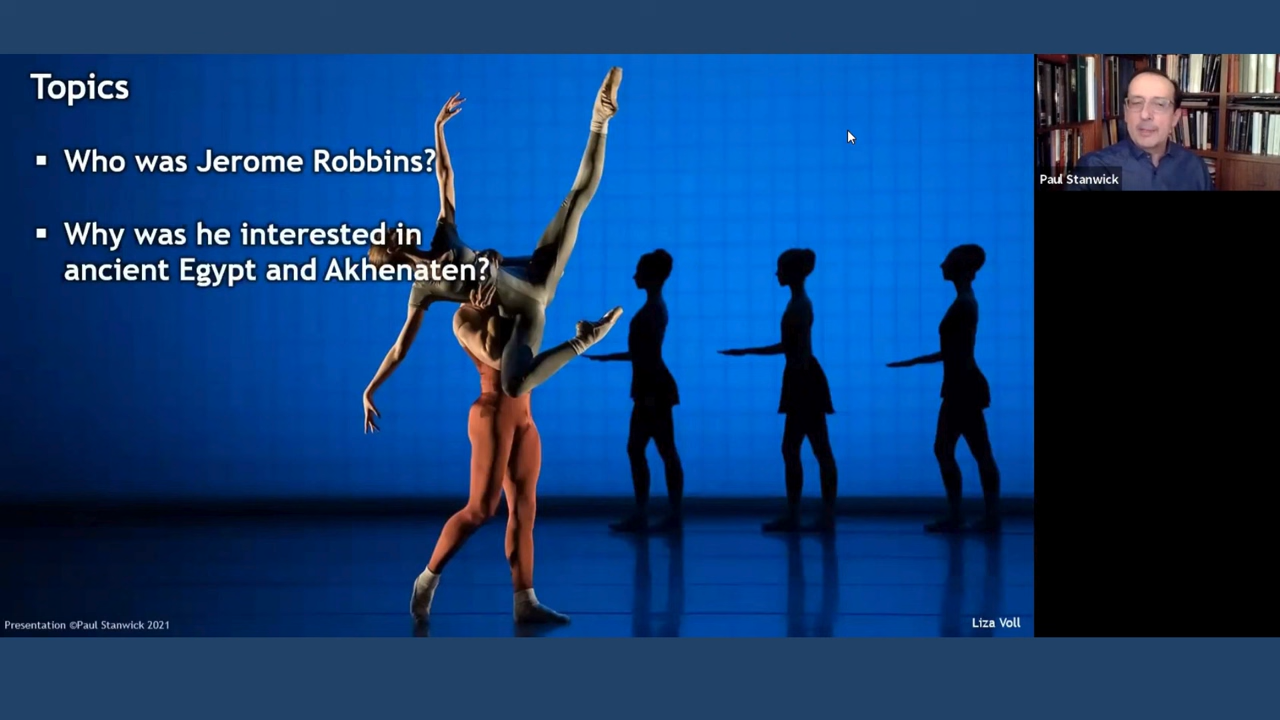 Topics
▪ Who was Jerome Robbins?
▪ Why was he interested in
ancient Egypt and Akhenaten?
Presentation ©Paul Stanwick 2021
Liza Voll
Paul Stanwick